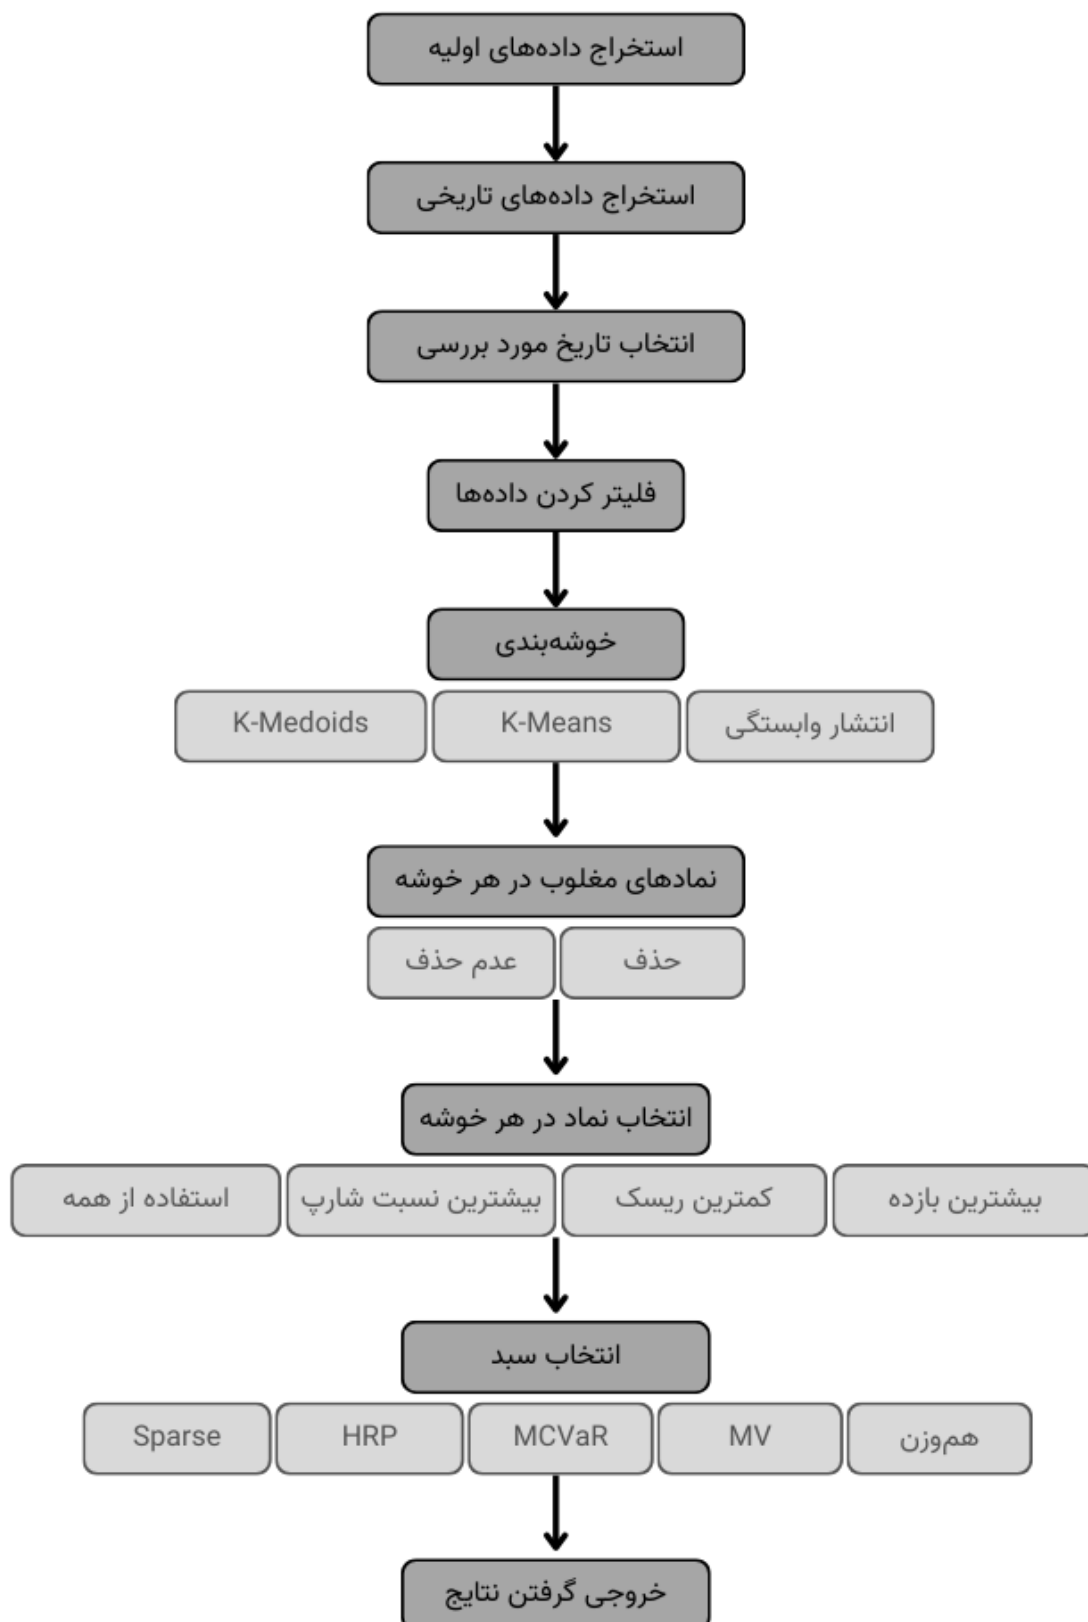 استخراج داده‌های اولیه
استخراج داده‌های تاریخی
انتخاب تاریخ مورد بررسی
فلیتر کردن داده‌ها
خوشه‌بندی
انتشار وابستگی
K-Means
K-Medoids
نمادهای مغلوب در هر خوشه
حذف
عدم حذف
انتخاب نماد در هر خوشه
بیشترین بازده
کمترین ریسک
بیشترین نسبت شارپ
استفاده از همه
انتخاب سبد
هم‌وزن
MV
MCVaR
HRP
Sparse
خروجی گرفتن نتایج